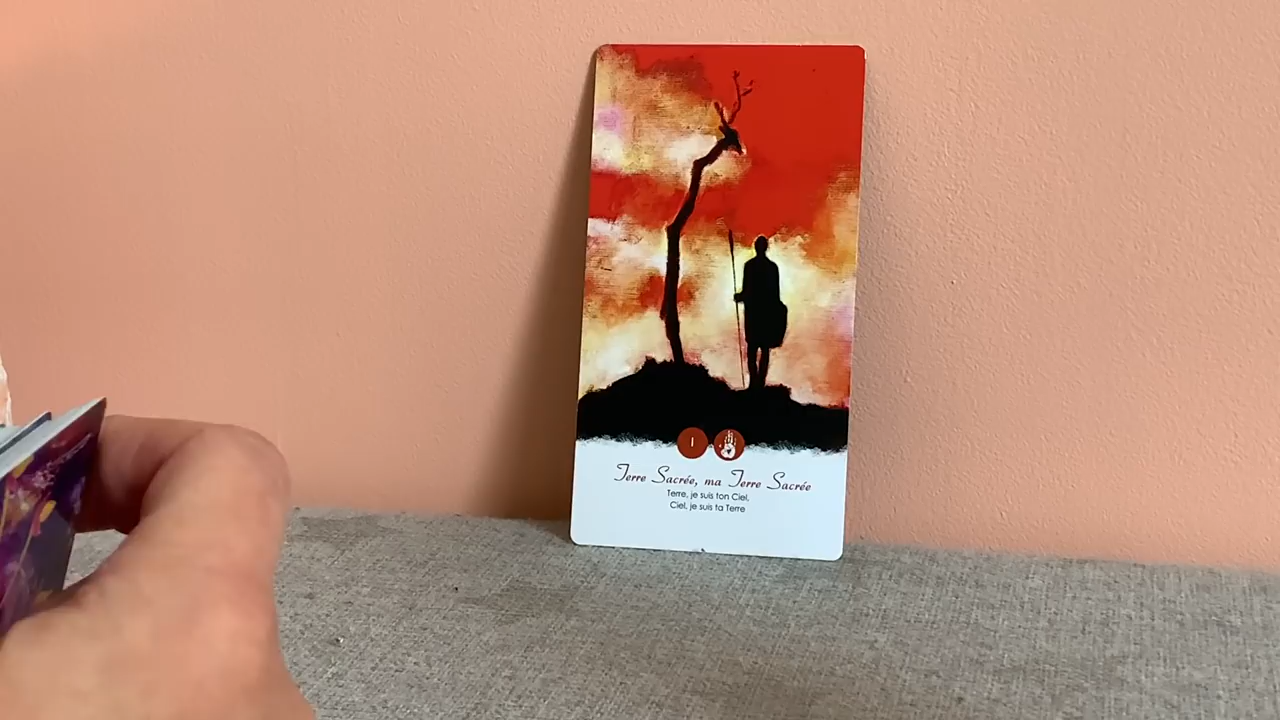 I
Terre Sacrée, ma Terre Sacrée
Terre, je suis ton Ciel,
Ciel, je suis ta Terre